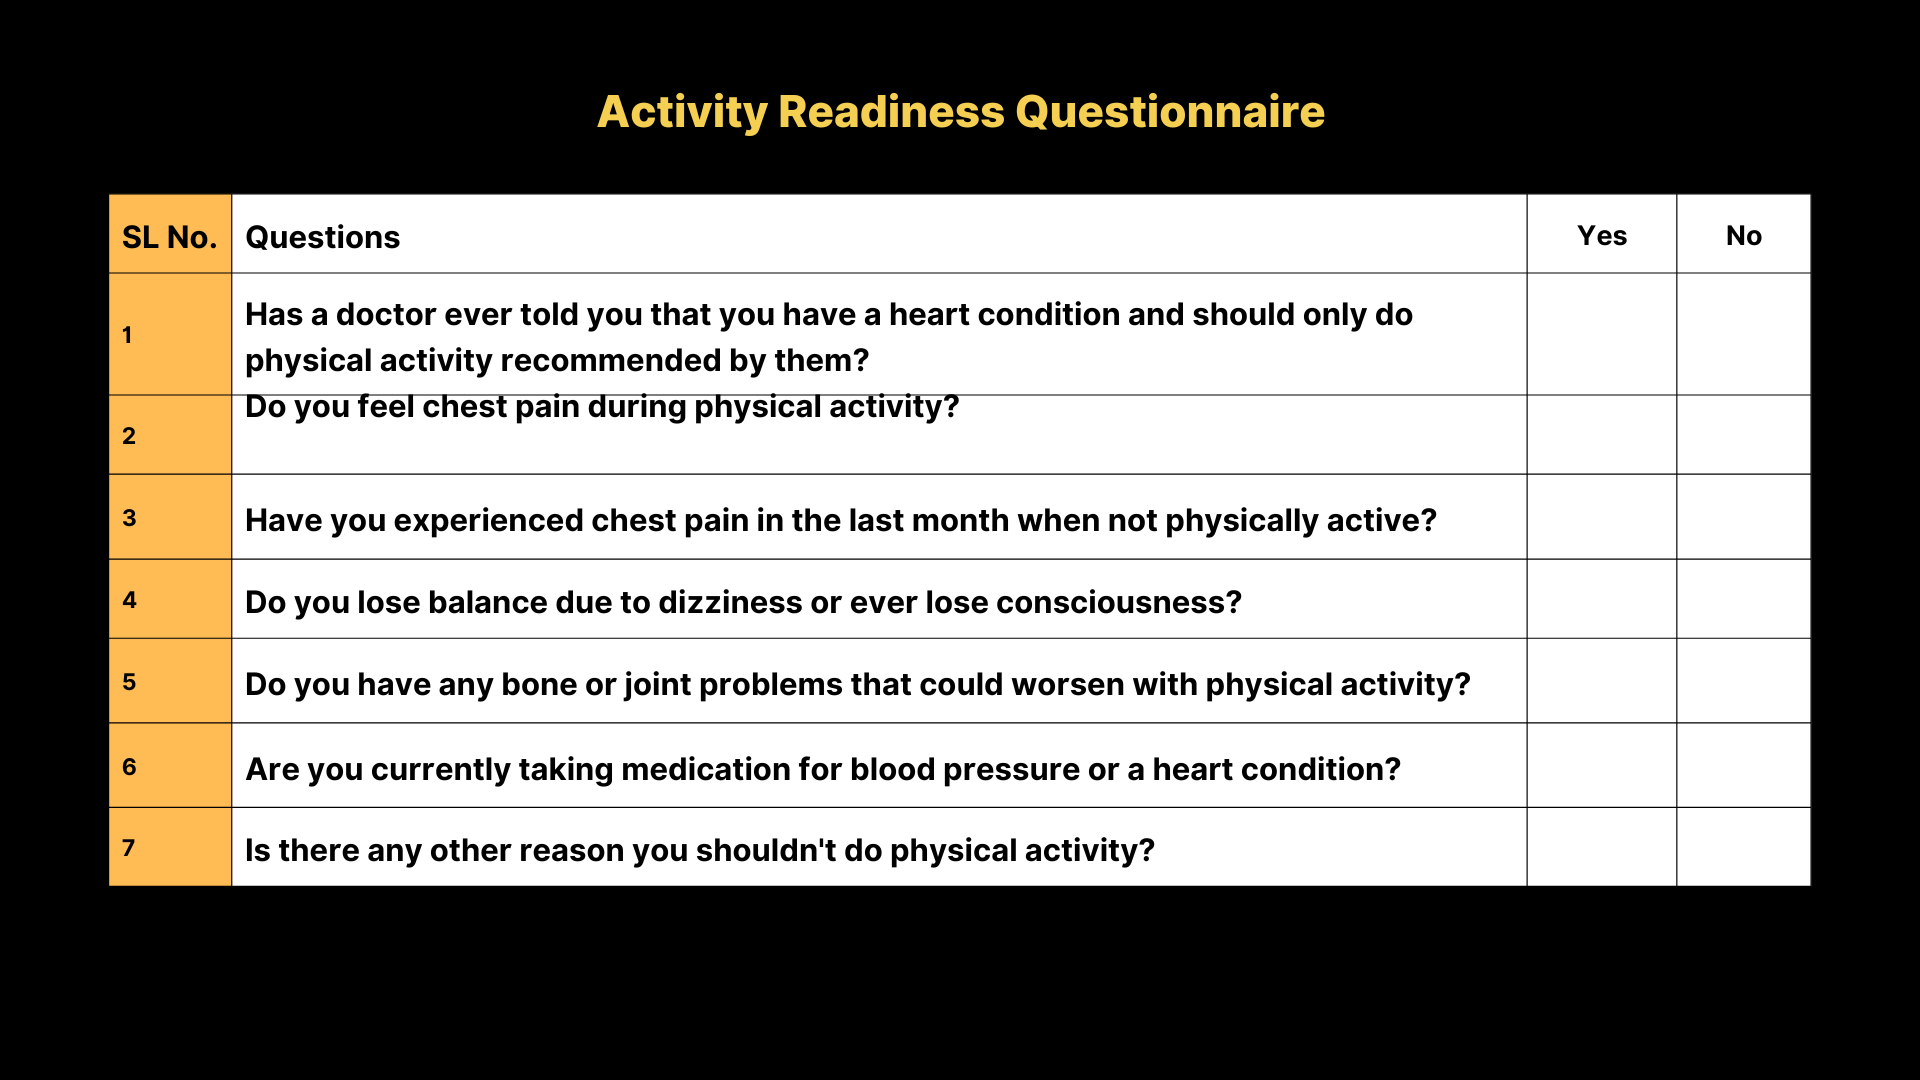 Activity Readiness Questionnaire
SL No. Questions Yes No
1 Has a doctor ever told you that you have a heart condition and should only do
physical activity recommended by them?
2 Do you feel chest pain during physical activity?
3 Have you experienced chest pain in the last month when not physically active?
4 Do you lose balance due to dizziness or ever lose consciousness?
5 Do you have any bone or joint problems that could worsen with physical activity?
6 Are you currently taking medication for blood pressure or a heart condition?
7 Is there any other reason you shouldn't do physical activity?